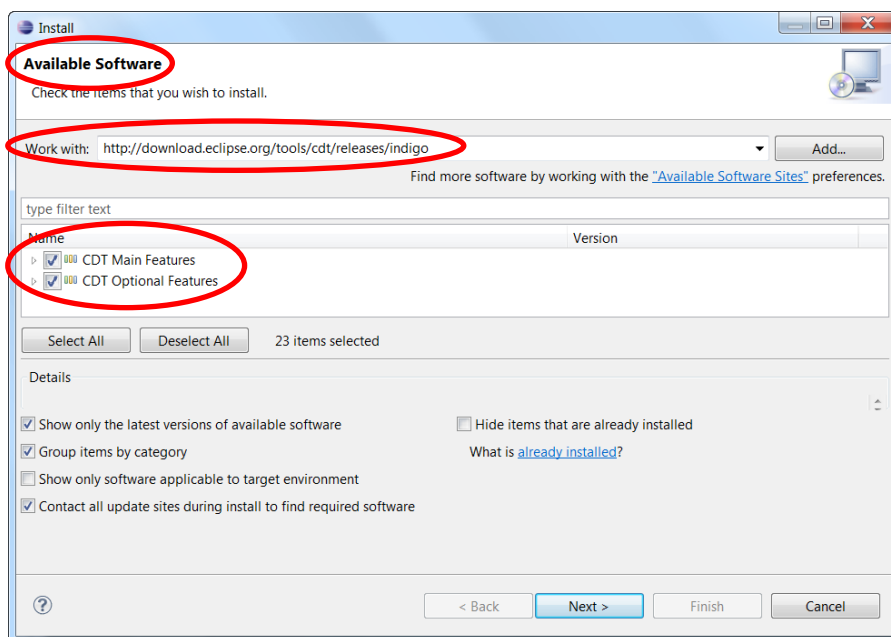 Install
Available Software
Check the items that you wish to install.
Work with: http://download.eclipse.org/tools/cdt/releases/indigo Add...
Find more software by working with the "Available Software Sites" preferences.
type filter text
Name Version
CDT Main Features
CDT Optional Features
Select All Deselect All 23 items selected
Details
Show only the latest versions of available software Hide items that are already installed
Group items by category What is already installed?
Show only software applicable to target environment
Contact all update sites during install to find required software
? < Back Next > Finish Cancel